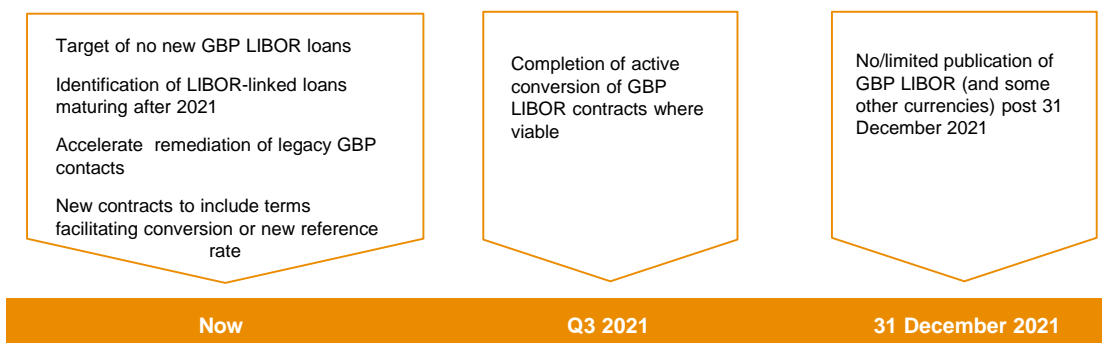 Target of no new GBP LIBOR loans
Identification of LIBOR-linked loans
maturing after 2021
Accelerate remediation of legacy GBP
contacts
New contracts to include terms
facilitating conversion or new reference
rate
Completion of active
conversion of GBP
LIBOR contracts where
viable
No/limited publication of
GBP LIBOR (and some
other currencies) post 31
December 2021
Now
Q3 2021
31 December 2021